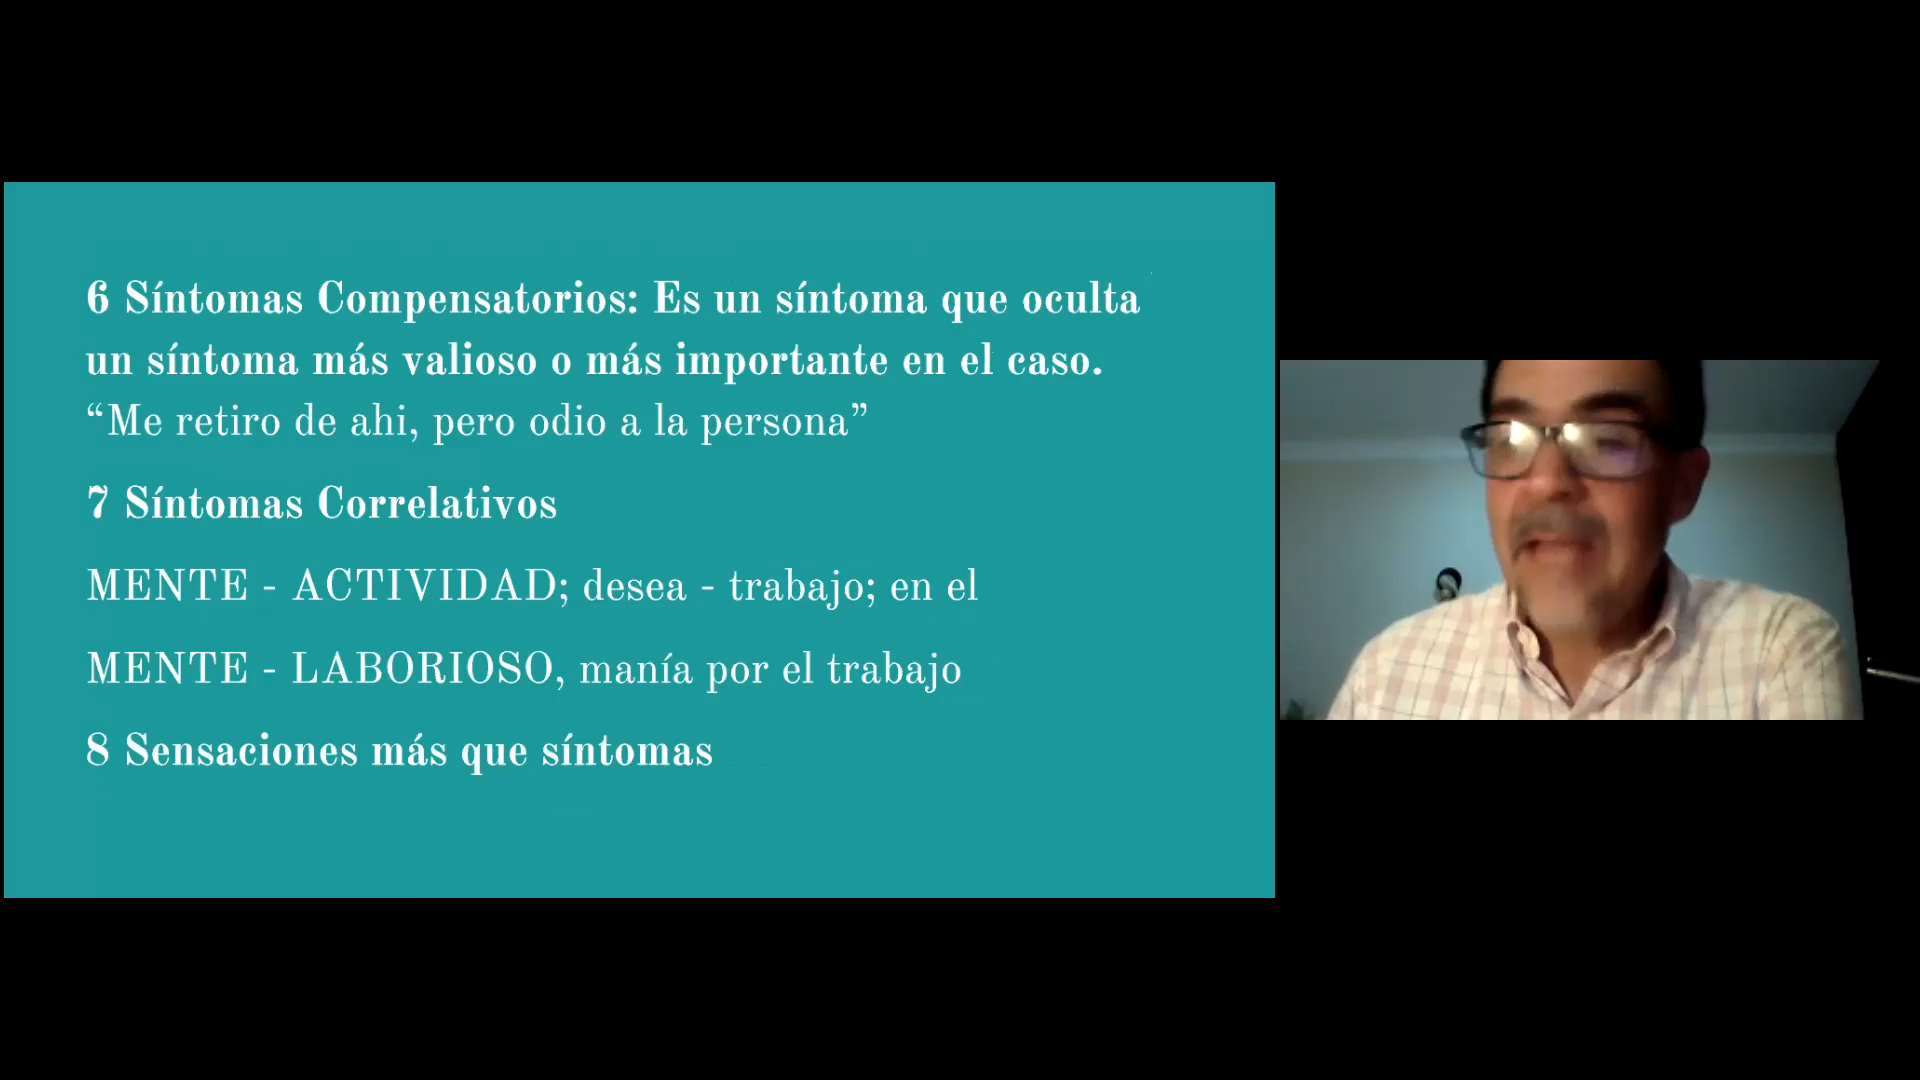 6 Síntomas Compensatorios: Es un síntoma que oculta
un síntoma más valioso o más importante en el caso.
“Me retiro de ahi, pero odio a la persona”
7 Síntomas Correlativos
MENTE - ACTIVIDAD; desea - trabajo; en el
MENTE - LABORIOSO, manía por el trabajo
8 Sensaciones más que síntomas